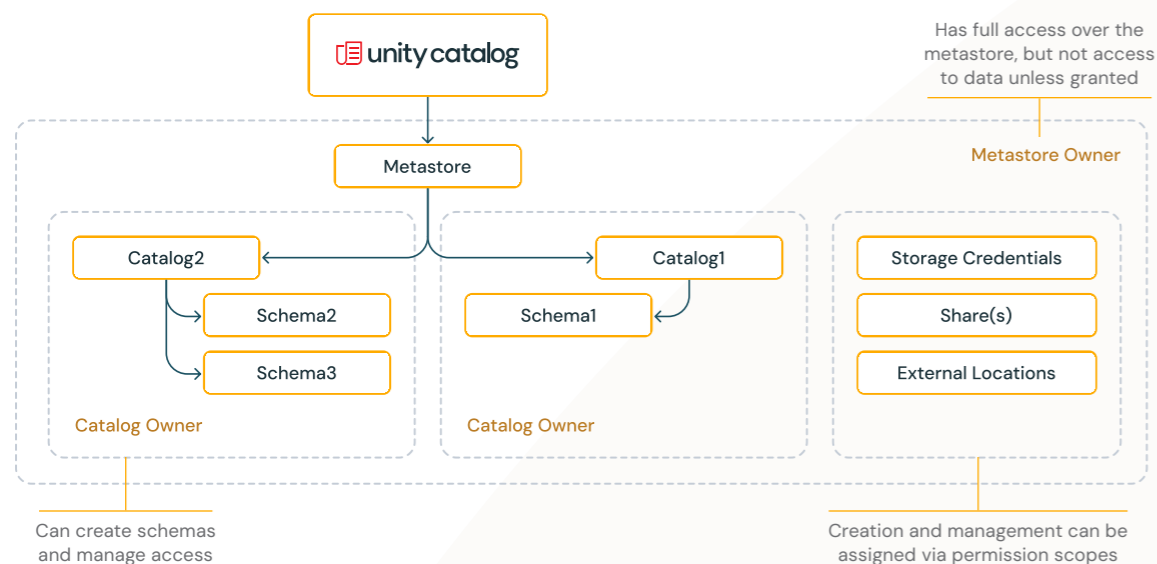 unity catalog
Has full access over the
metastore, but not access
to data unless granted
Metastore
Metastore Owner
Catalog2
Catalog1
Storage Credentials
Schema2
Schema1
Share(s)
Schema3
External Locations
Catalog Owner
Catalog Owner
Can create schemas
and manage access
Creation and management can be
assigned via permission scopes